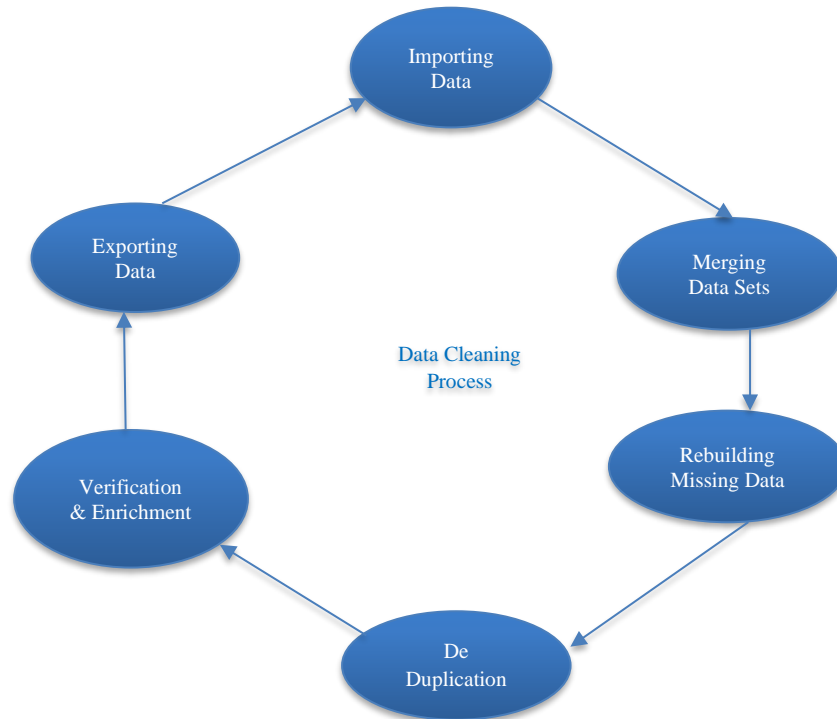 Importing
Data
Merging
Data Sets
Rebuilding
Missing Data
De
Duplication
Verification
& Enrichment
Exporting
Data
Data Cleaning
Process